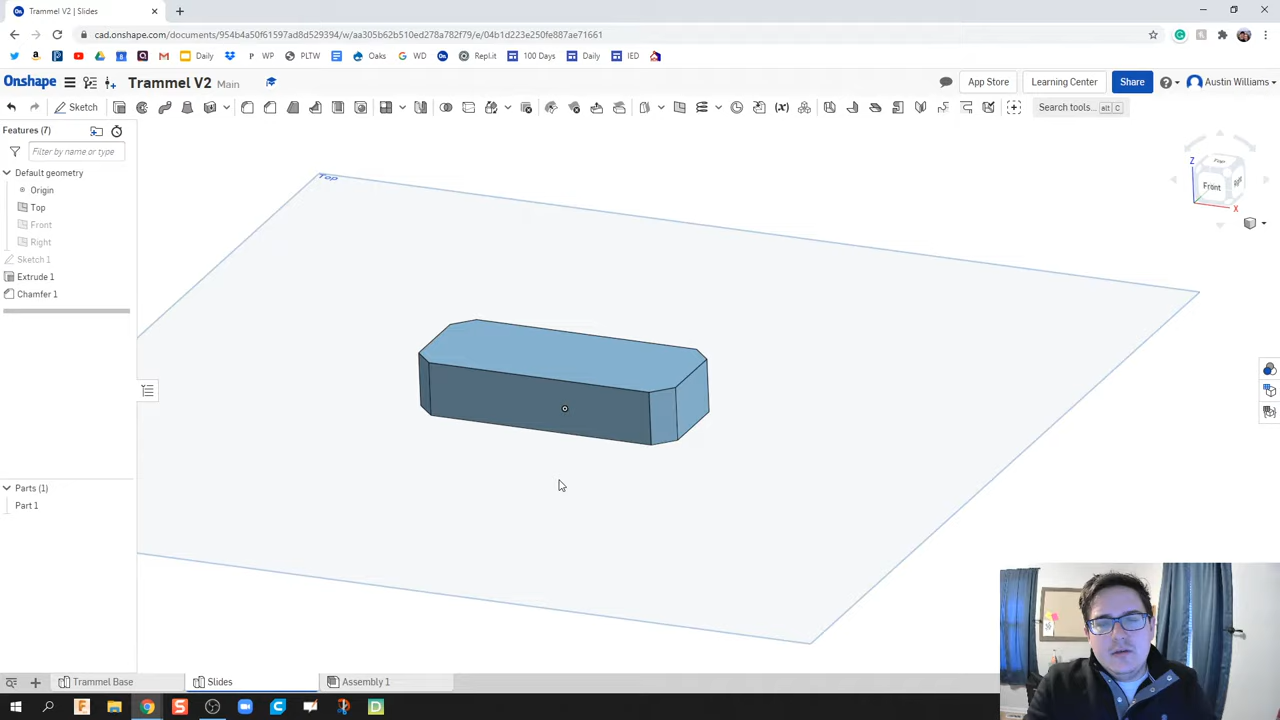 Trammel V2 | Slides
cad.onshape.com/documents/954b4a50f61597ad8d529394/w/aa305b62b510ed278a782f79/e/04b1d223e250fe887ae71661
Daily
WP
PLTW
Oaks
WD
Repl.it
100 Days
Daily
IED
Onshape
Trammel V2
Main
App Store
Learning Center
Share
Austin Williams
Sketch
Search tools...
alt
C
Features (7)
Filter by name or type
Default geometry
Origin
Top
Front
Right
Sketch 1
Extrude 1
Chamfer 1
Parts (1)
Part 1
Top
Z
Top
Front
Right
X
Trammel Base
Slides
Assembly 1